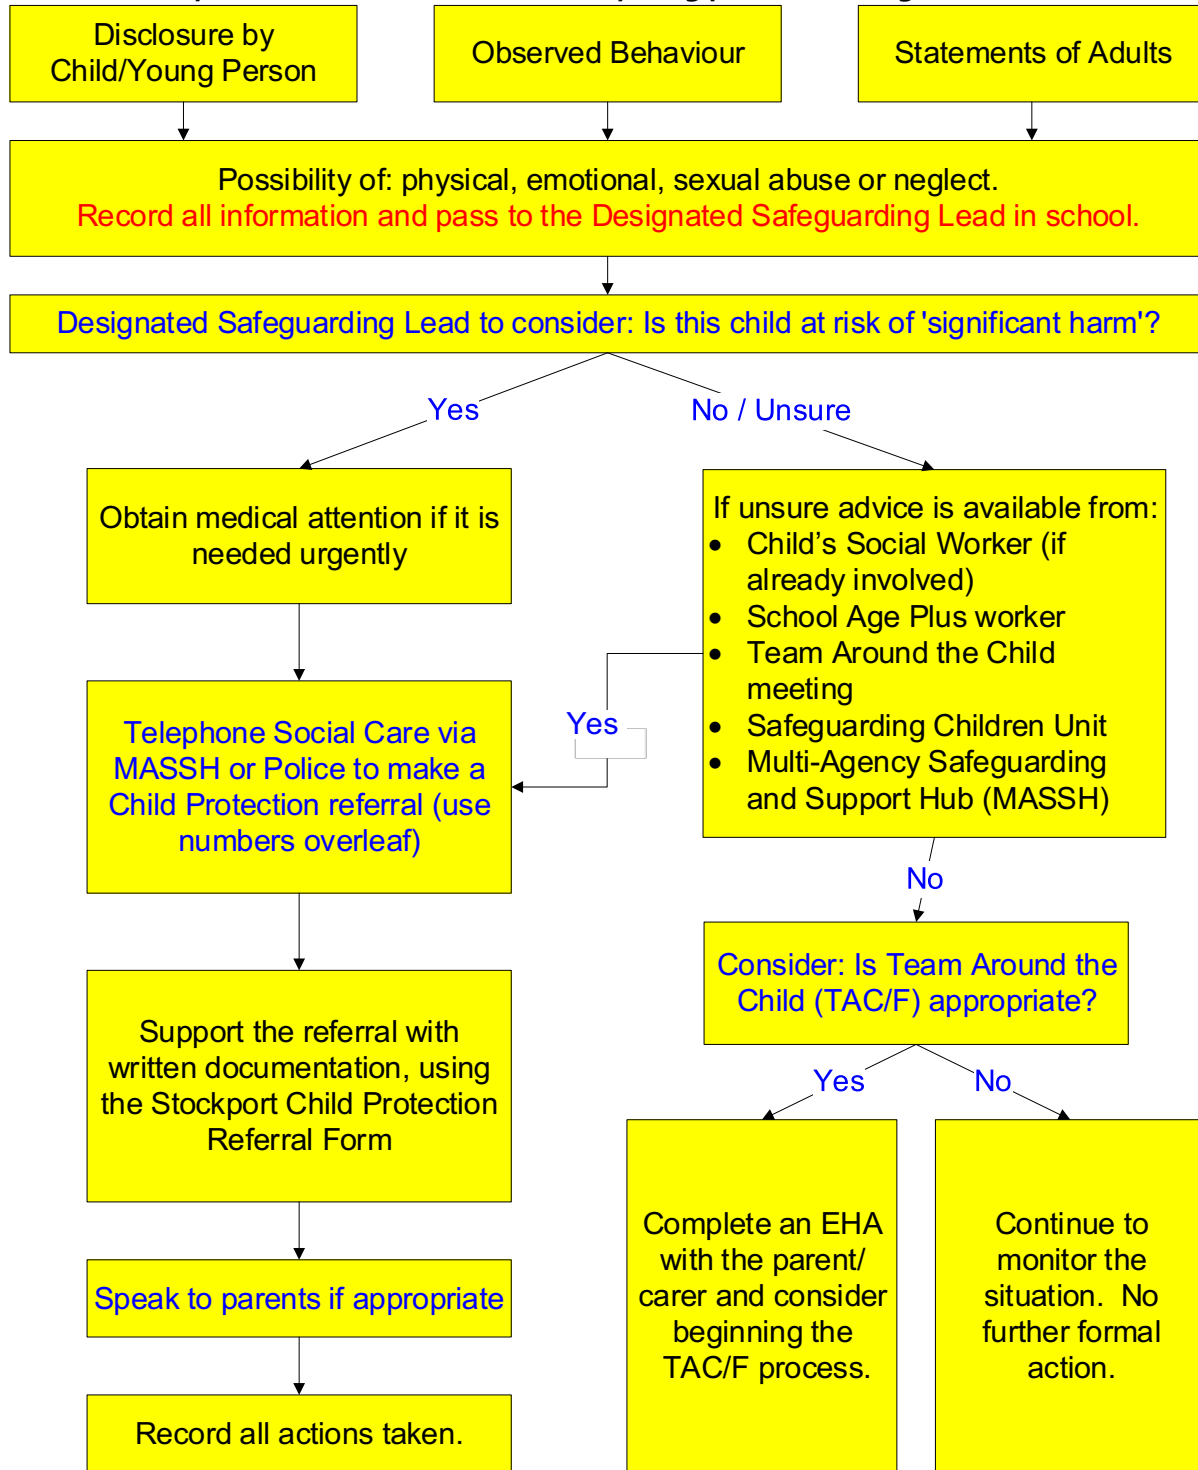 Disclosure by
Child/Young Person
Observed Behaviour
Statements of Adults
Possibility of: physical, emotional, sexual abuse or neglect.
Record all information and pass to the Designated Safeguarding Lead in school.
Designated Safeguarding Lead to consider: Is this child at risk of 'significant harm'?
Yes
No / Unsure
Obtain medical attention if it is
needed urgently
If unsure advice is available from:
• Child’s Social Worker (if
already involved)
• School Age Plus worker
• Team Around the Child
meeting
• Safeguarding Children Unit
• Multi-Agency Safeguarding
and Support Hub (MASSH)
Yes
Telephone Social Care via
MASSH or Police to make a
Child Protection referral (use
numbers overleaf)
No
Consider: Is Team Around the
Child (TAC/F) appropriate?
Support the referral with
written documentation, using
the Stockport Child Protection
Referral Form
Yes
No
Complete an EHA
with the parent/
carer and consider
beginning the
TAC/F process.
Continue to
monitor the
situation.  No
further formal
action.
Speak to parents if appropriate
Record all actions taken.